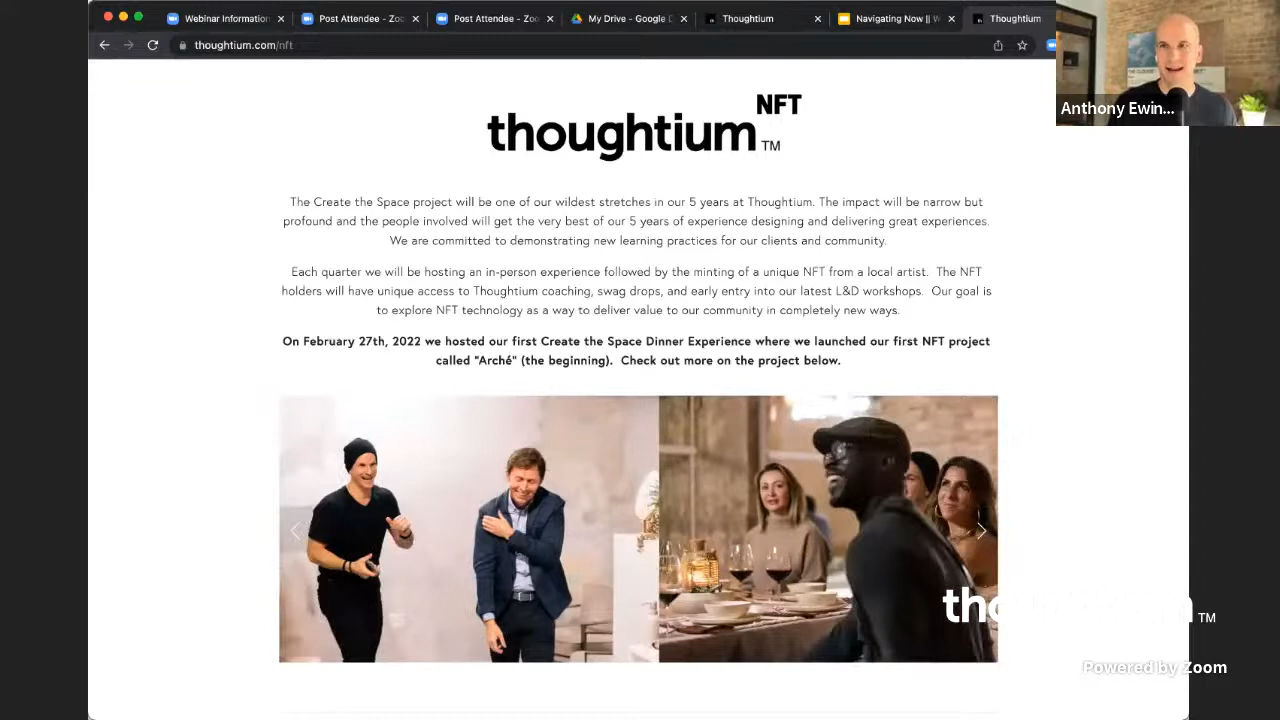 Webinar Information
Post Attendee - Zoo
Post Attendee - Zoo
My Drive - Google D
Thoughtium
Navigating Now || W
Thoughtium
thoughtium.com/nft
Anthony Ewin...
thoughtium NFT TM
The Create the Space project will be one of our wildest stretches in our 5 years at Thoughtium. The impact will be narrow but
profound and the people involved will get the very best of our 5 years of experience designing and delivering great experiences.
We are committed to demonstrating new learning practices for our clients and community.
Each quarter we will be hosting an in-person experience followed by the minting of a unique NFT from a local artist. The NFT
holders will have unique access to Thoughtium coaching, swag drops, and early entry into our latest L&D workshops. Our goal is
to explore NFT technology as a way to deliver value to our community in completely new ways.
On February 27th, 2022 we hosted our first Create the Space Dinner Experience where we launched our first NFT project
called "Arché" (the beginning). Check out more on the project below.
TM
Powered by Zoom